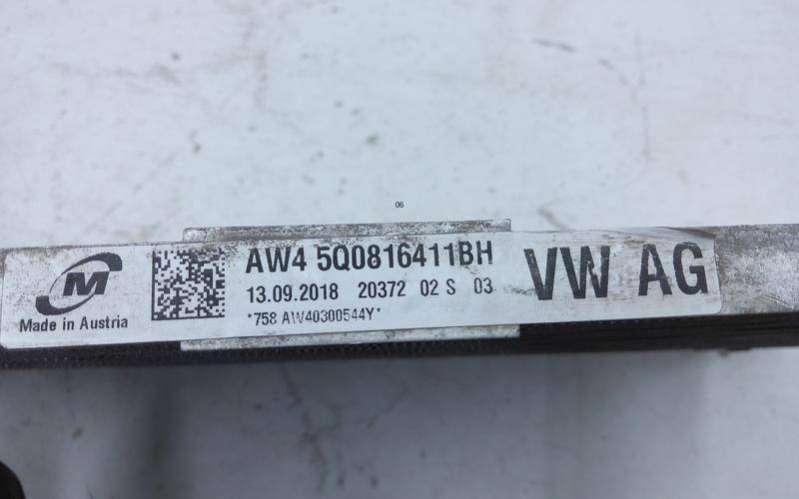 06
M
Made in Austria
AW4 5Q0816411BH
13.09.2018 20372 02 S 03
*758 AW40300544Y*
VW AG